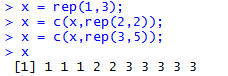 > x = rep(1,3);
> x = c(x,rep(2,2));
> x = c(x,rep(3,5));
> x
[1] 1 1 1 2 2 3 3 3 3 3